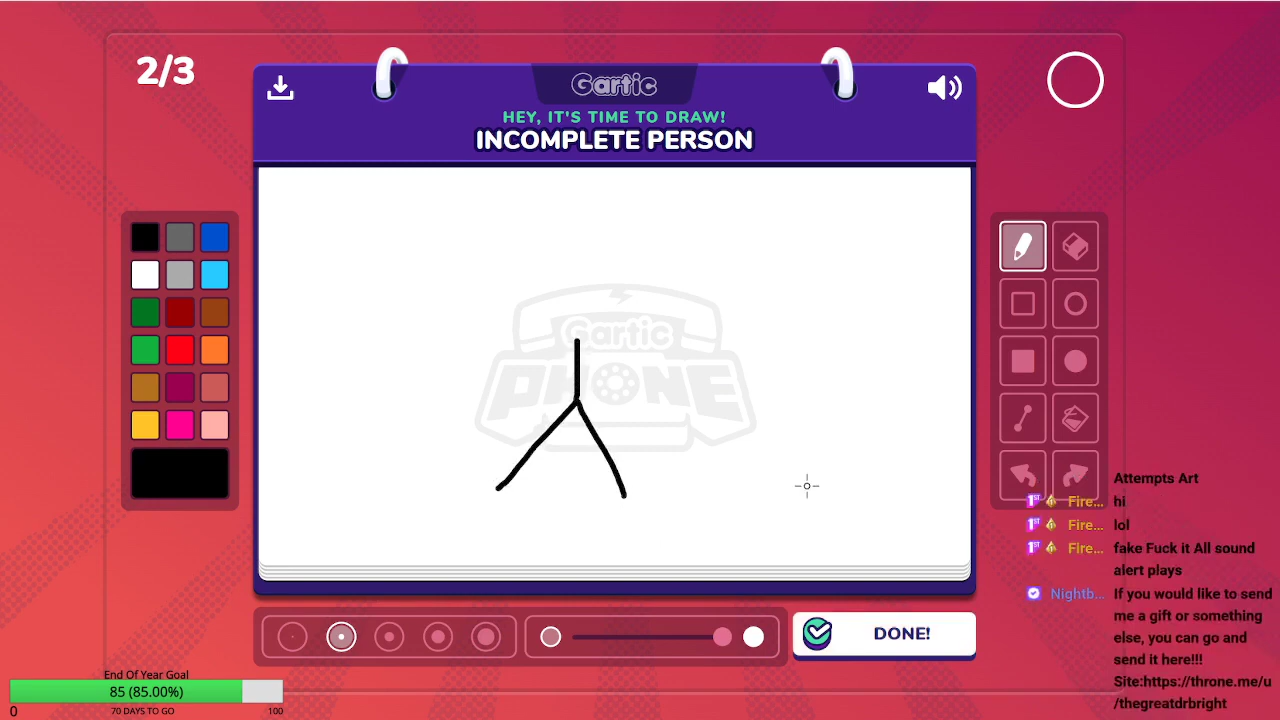 2/3
Gartic
HEY, IT'S TIME TO DRAW!
INCOMPLETE PERSON
Gartic
PHONE
DONE!
Attempts Art
Fire... hi
Fire... lol
Fire... fake Fuck it All sound
alert plays
Nightb... If you would like to send
me a gift or something
else, you can go and
send it here!!!
Site:https://throne.me/u
/thegreatdrbright
End Of Year Goal
85 (85.00%)
0 70 DAYS TO GO 100